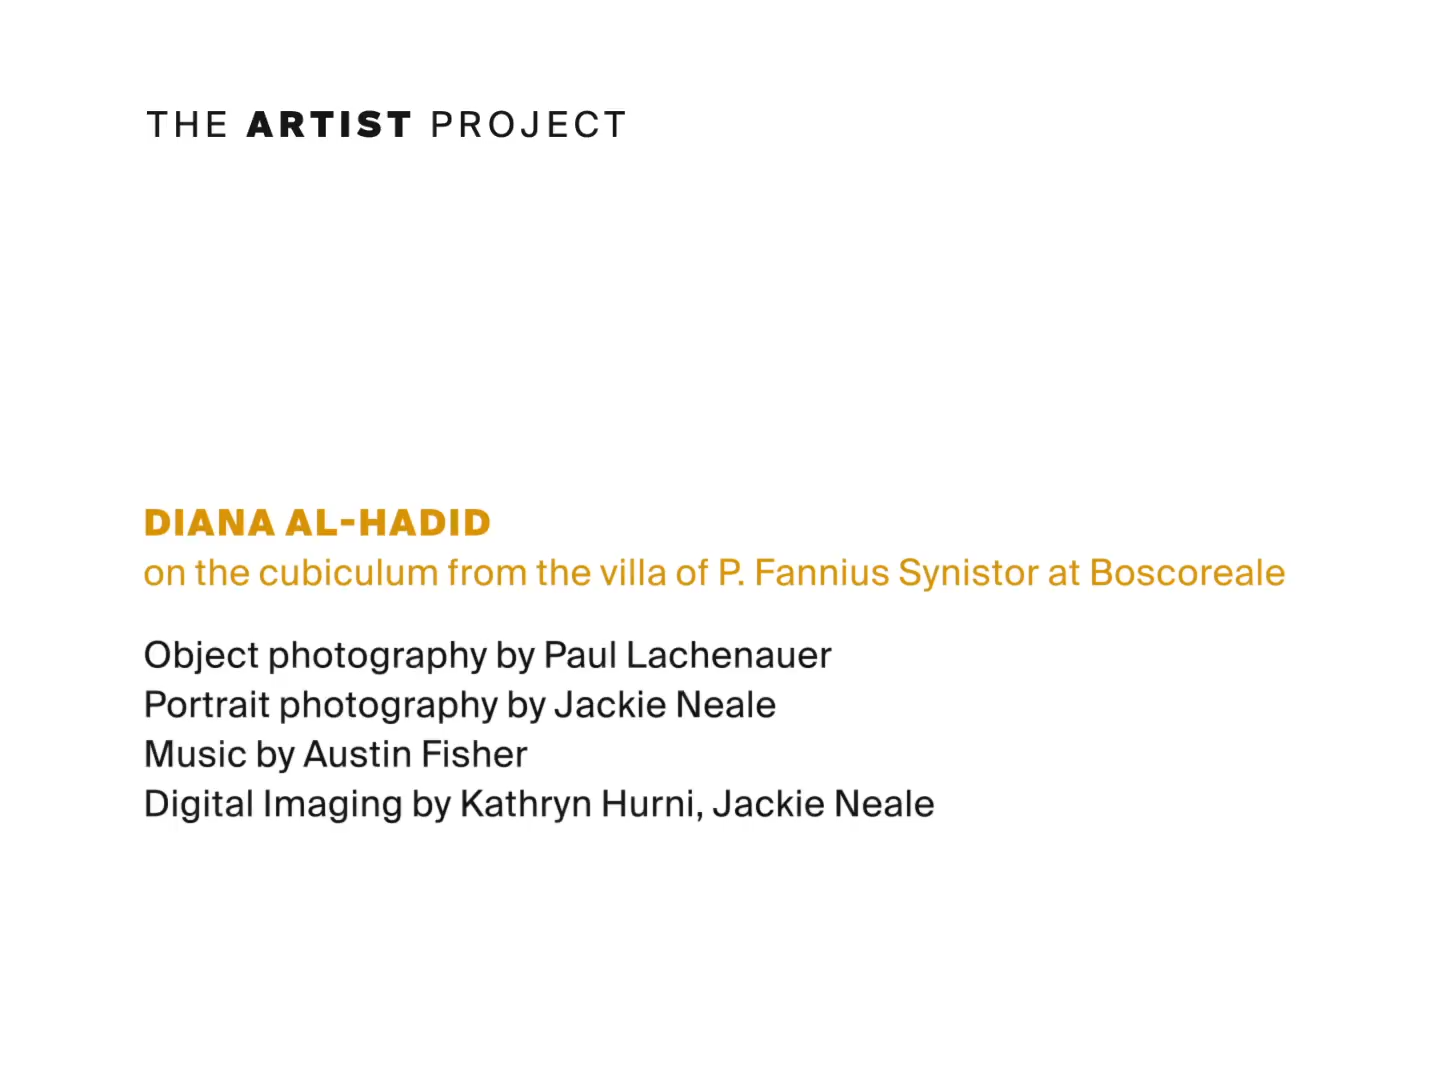 THE ARTIST PROJECT
DIANA AL-HADID
on the cubiculum from the villa of P. Fannius Synistor at Boscoreale
Object photography by Paul Lachenauer
Portrait photography by Jackie Neale
Music by Austin Fisher
Digital Imaging by Kathryn Hurni, Jackie Neale